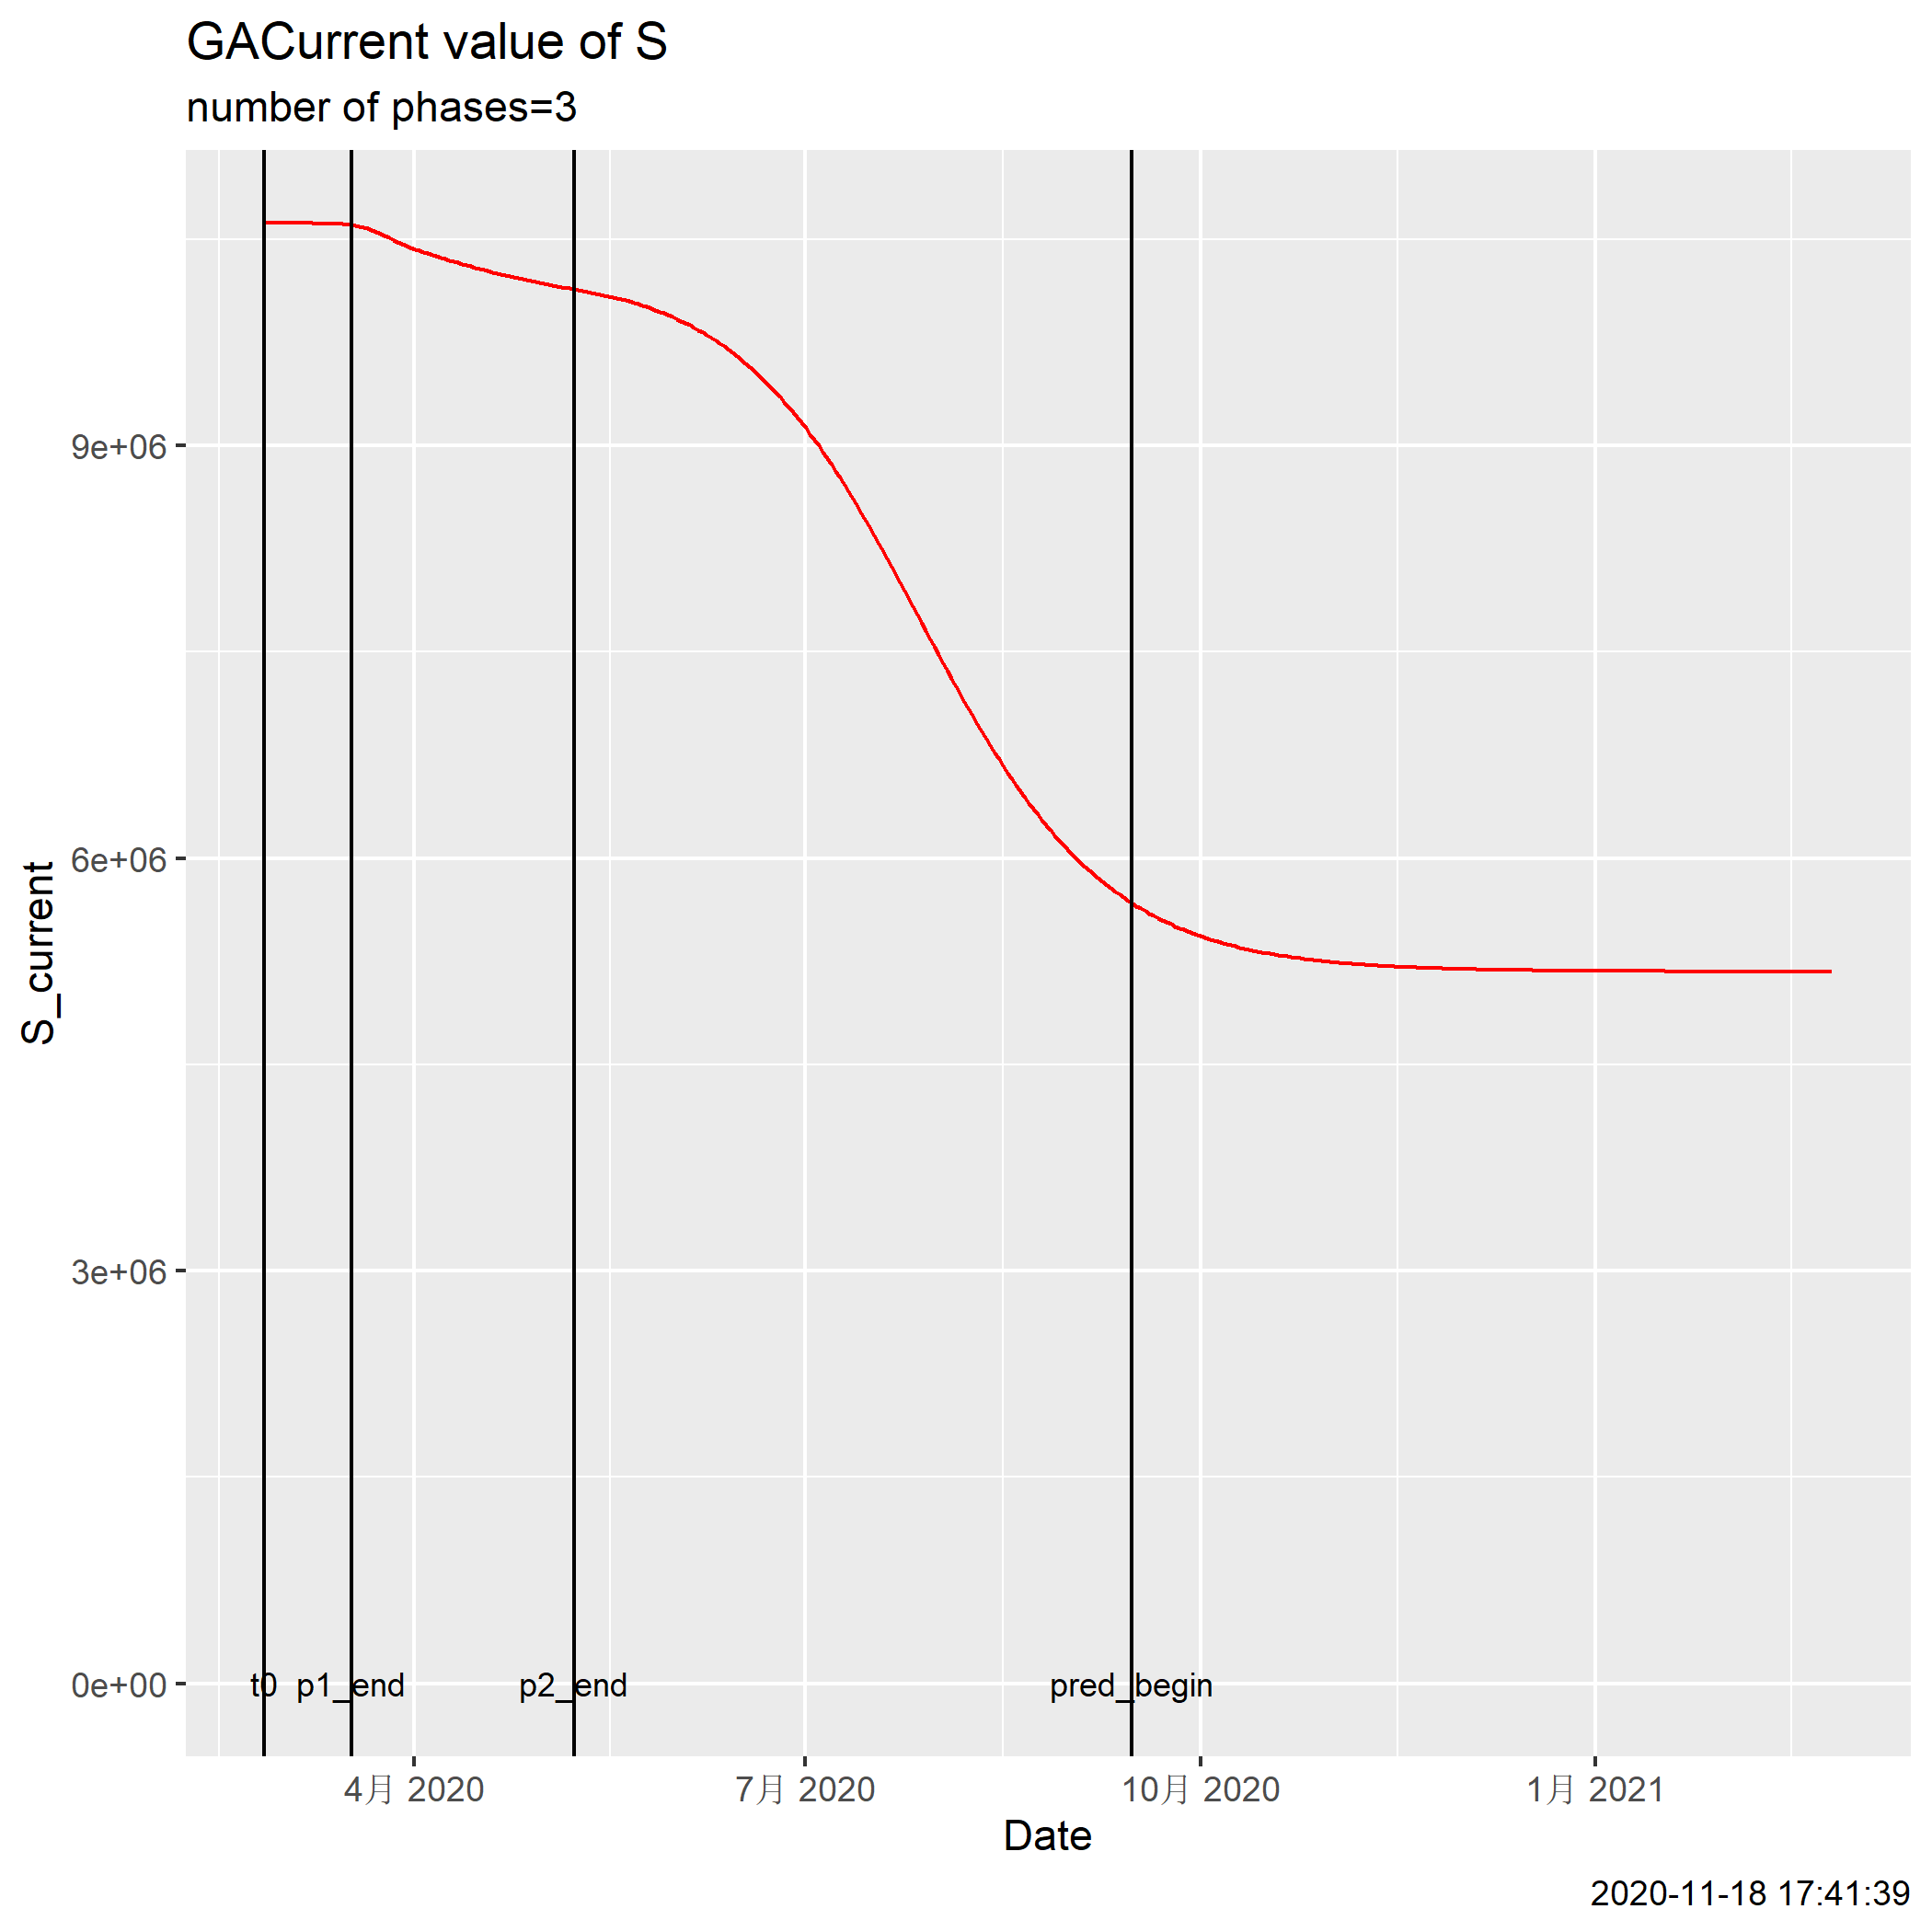 GACurrent value of S
number of phases=3
S_current
9e+06
6e+06
3e+06
0e+00
t0 p1_end p2_end pred_begin
4月 2020 7月 2020 10月 2020 1月 2021
Date
2020-11-18 17:41:39